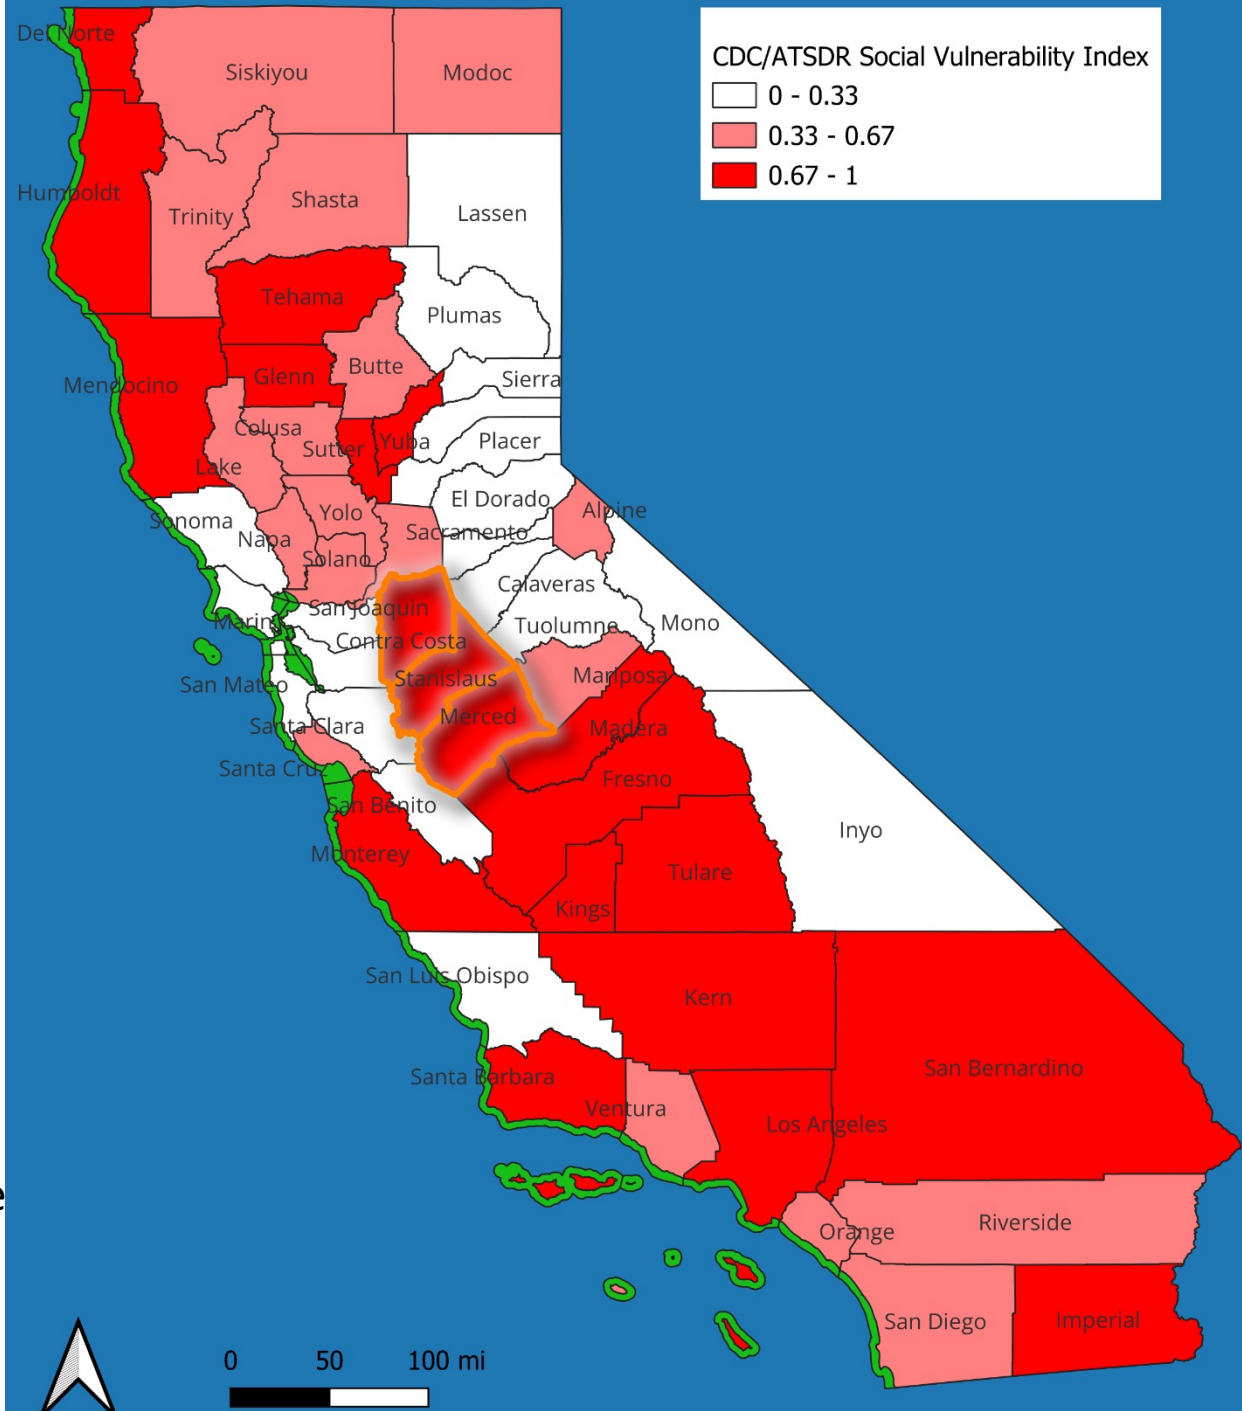 CDC/ATSDR Social Vulnerability Index
0 - 0.33
0.33 - 0.67
0.67 - 1
Del Norte
Siskiyou
Modoc
Humboldt
Trinity
Shasta
Lassen
Tehama
Plumas
Mendocino
Glenn
Butte
Sierra
Colusa
Sutter
Yuba
Placer
Lake
El Dorado
Sonoma
Yolo
Alpine
Napa
Sacramento
Solano
Calaveras
San Joaquin
Marin
Contra Costa
Tuolumne
Mono
San Mateo
Stanislaus
Mariposa
Santa Clara
Merced
Madera
Santa Cruz
Fresno
San Benito
Inyo
Monterey
Tulare
Kings
San Luis Obispo
Kern
Santa Barbara
San Bernardino
Ventura
Los Angeles
e
Orange
Riverside
San Diego
Imperial
0 50 100 mi